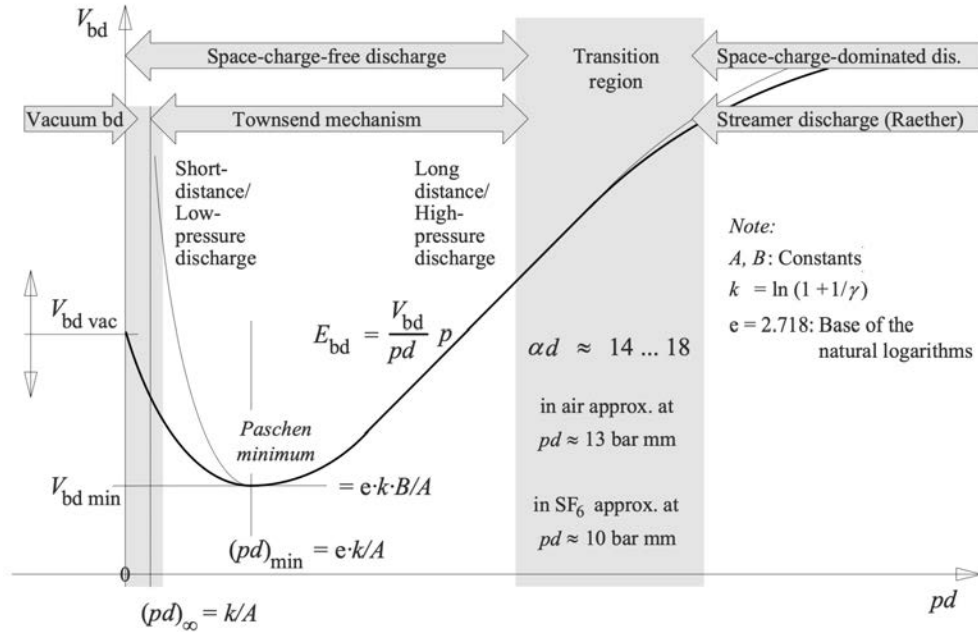 V_bd
Space-charge-free discharge
Transition
region
Space-charge-dominated dis.
Vacuum bd
Townsend mechanism
Streamer discharge (Raether)
Short-
distance/
Low-
pressure
discharge
Long
distance/
High-
pressure
discharge
Note:
A, B: Constants
k = ln (1 + 1/γ)
e = 2.718: Base of the
natural logarithms
V_bd vac
E_bd = V_bd/pd p
αd ≈ 14 ... 18
in air approx. at
pd ≈ 13 bar mm
Paschen
minimum
V_bd min
= e·k·B/A
in SF₆ approx. at
pd ≈ 10 bar mm
(pd)_min = e·k/A
0
(pd)_∞ = k/A
pd